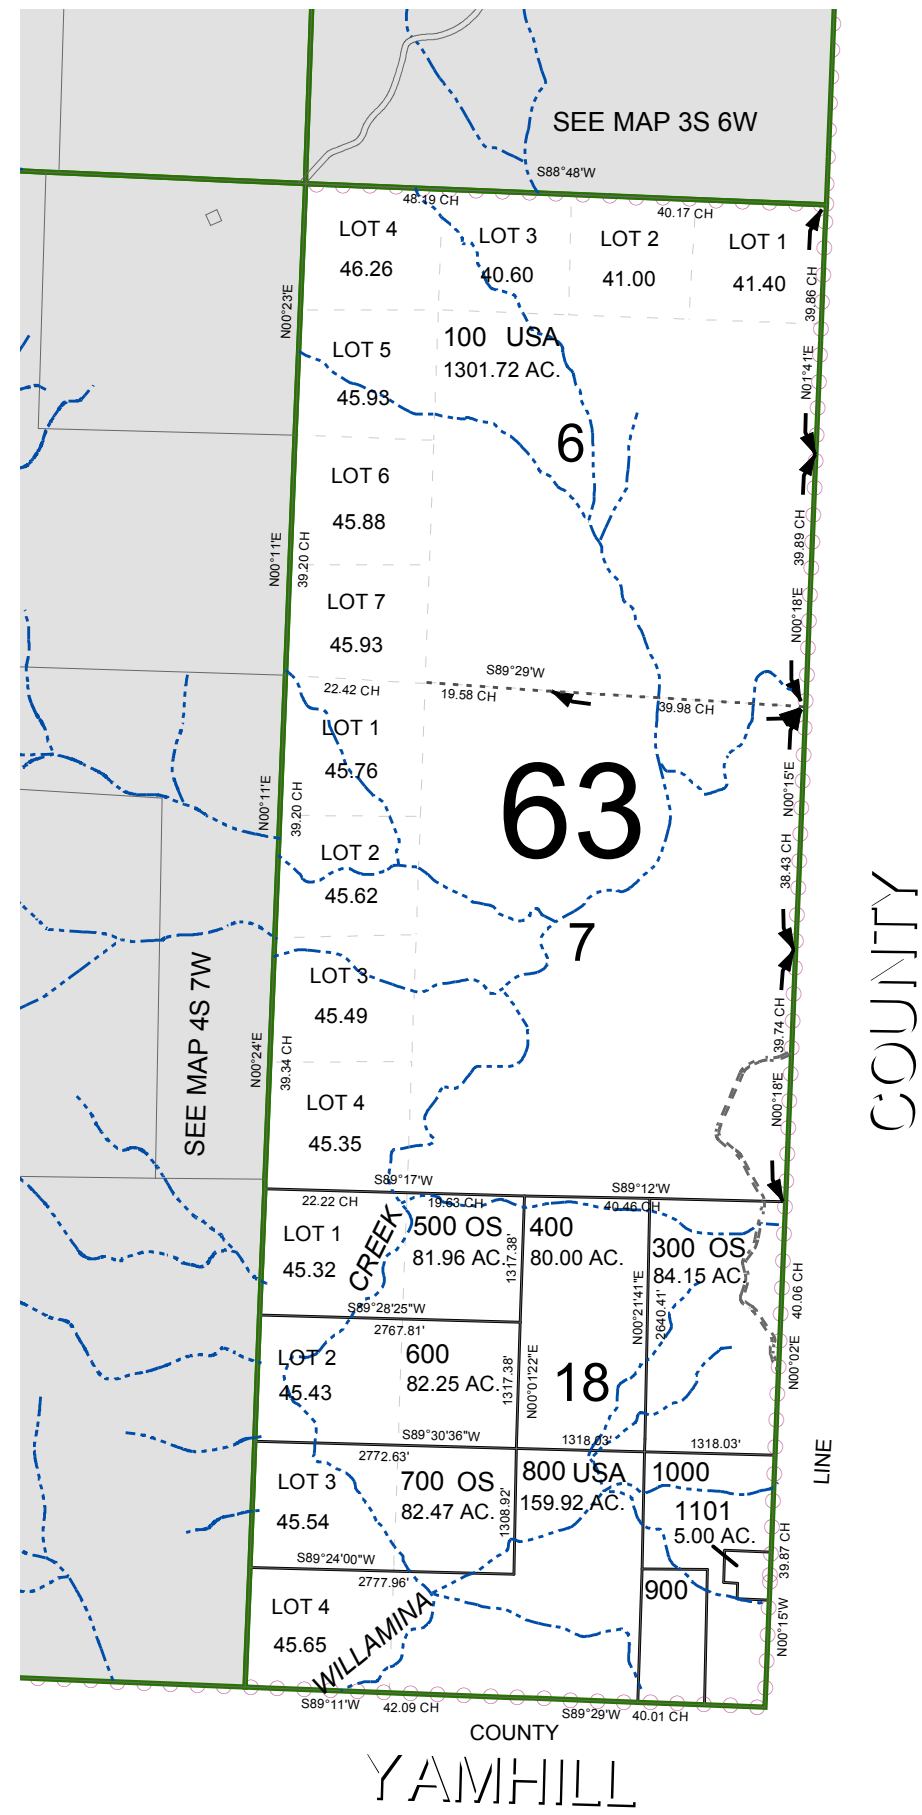 SEE MAP 3S 6W
S88°48'W
48.19 CH
40.17 CH
LOT 4
46.26
LOT 3
40.60
LOT 2
41.00
LOT 1
41.40
39.86 CH
N00°23'E
100 USA
1301.72 AC.
LOT 5
45.93
N01°41'E
6
LOT 6
45.88
39.89 CH
N00°11'E
39.20 CH
LOT 7
45.93
N00°18'E
S89°29'W
22.42 CH
19.58 CH
39.98 CH
LOT 1
45.76
63
N00°15'E
N00°11'E
39.20 CH
LOT 2
45.62
38.43 CH
7
COUNTY
LOT 3
45.49
SEE MAP 4S 7W
39.74 CH
N00°24'E
39.34 CH
N00°18'E
LOT 4
45.35
S89°17'W
S89°12'W
22.22 CH
19.63 CH
40.46 CH
LOT 1
45.32
CREEK
500 OS
81.96 AC.
1317.38'
400
80.00 AC.
300 OS
84.15 AC.
40.06 CH
N00°21'41"E
2640.41'
S89°28'25"W
2767.81'
LOT 2
45.43
600
82.25 AC.
1317.38'
N00°01'22"E
18
N00°02'E
S89°30'36"W
1318.03'
1318.03'
2772.63'
LINE
LOT 3
45.54
700 OS
82.47 AC.
1308.92'
800 USA
159.92 AC.
1000
1101
5.00 AC.
39.87 CH
S89°24'00"W
2777.96'
900
LOT 4
45.65
WILLAMINA
N00°15'W
S89°11'W
42.09 CH
S89°29'W
40.01 CH
COUNTY
YAMHILL